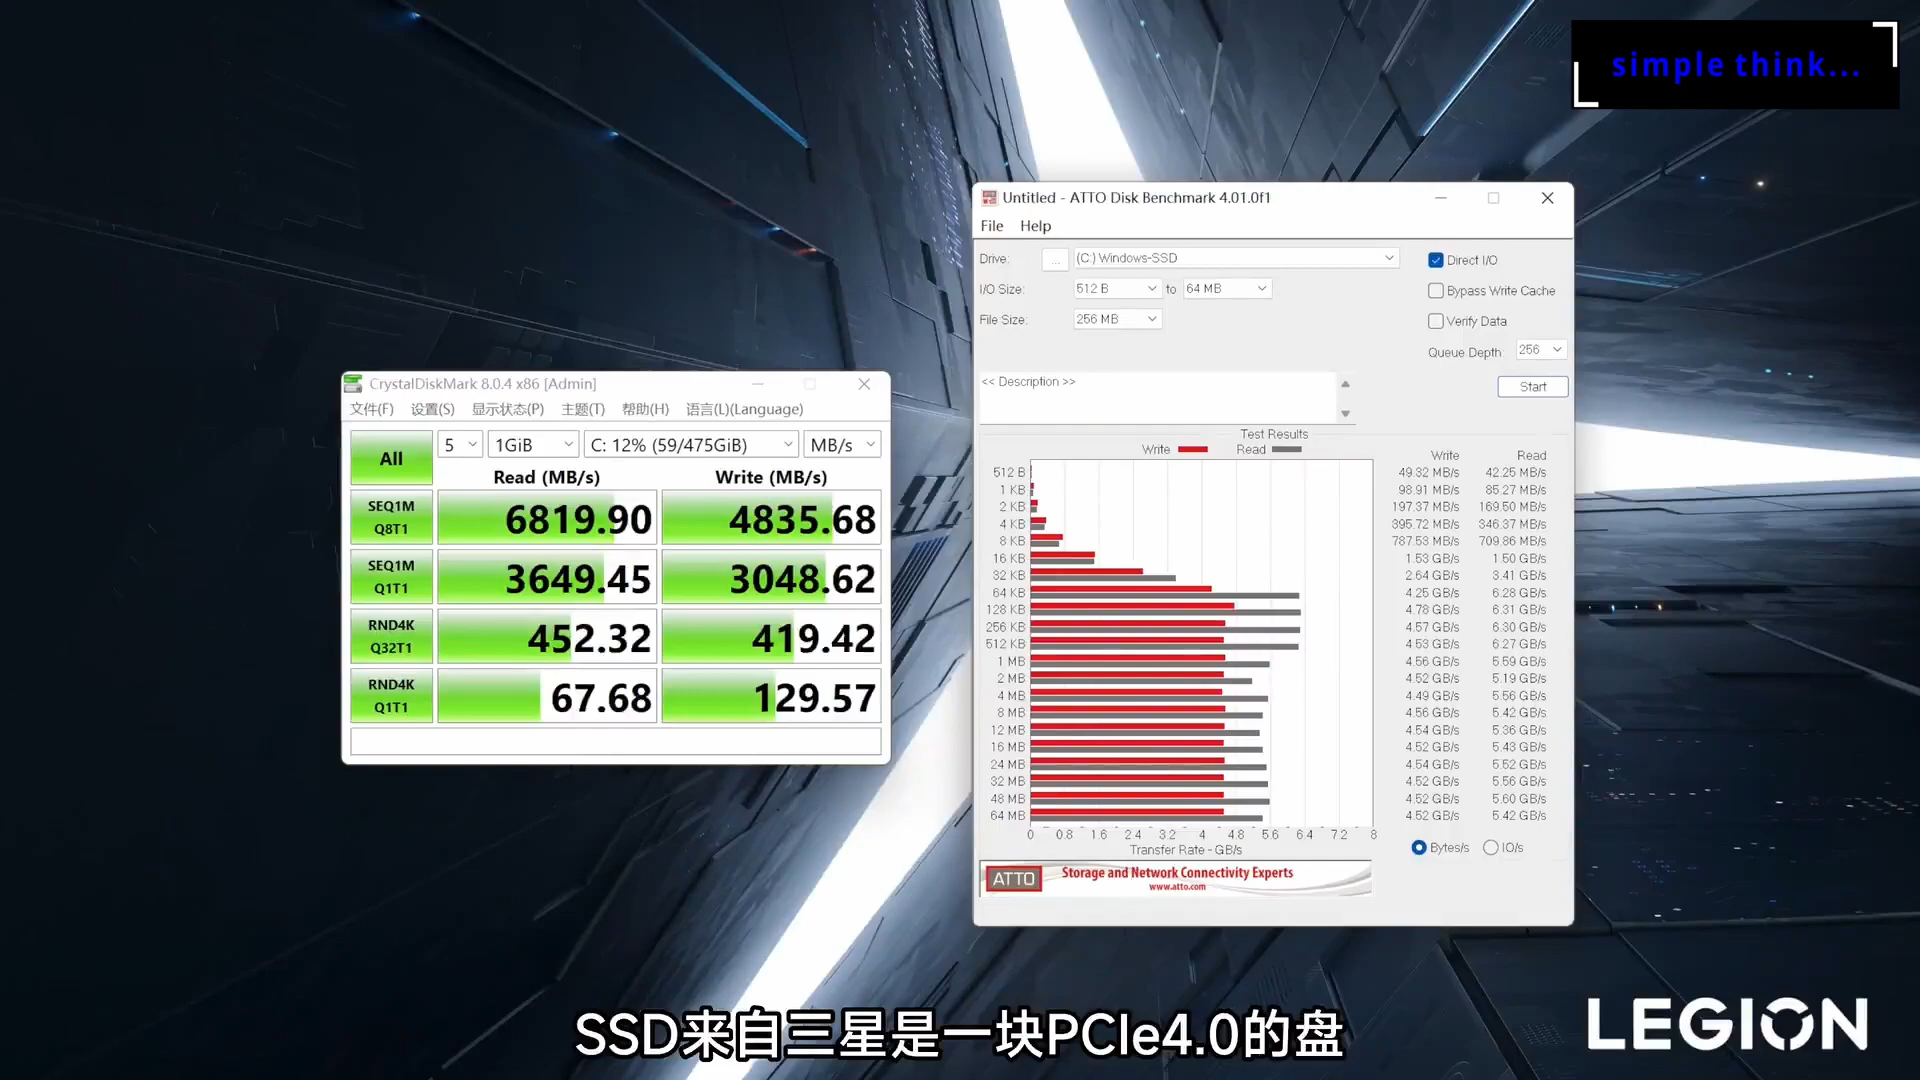 simple think...
CrystalDiskMark 8.0.4 x86 [Admin]
文件(F) 设置(S) 显示状态(P) 主题(T) 帮助(H) 语言(L)(Language)
All 5 1GiB C: 12% (59/475GiB) MB/s
Read (MB/s) Write (MB/s)
SEQ1M Q8T1 6819.90 4835.68
SEQ1M Q1T1 3649.45 3048.62
RND4K Q32T1 452.32 419.42
RND4K Q1T1 67.68 129.57
Untitled - ATTO Disk Benchmark 4.01.0f1
File Help
Drive: ... (C:) Windows-SSD Direct I/O
I/O Size: 512 B to 64 MB Bypass Write Cache
File Size: 256 MB Verify Data
Queue Depth: 256
<< Description >> Start
Test Results
Write Read
Write Read
512 B 49.32 MB/s 42.25 MB/s
1 KB 98.91 MB/s 85.27 MB/s
2 KB 197.37 MB/s 169.50 MB/s
4 KB 395.72 MB/s 346.37 MB/s
8 KB 787.53 MB/s 709.86 MB/s
16 KB 1.53 GB/s 1.50 GB/s
32 KB 2.64 GB/s 3.41 GB/s
64 KB 4.25 GB/s 6.28 GB/s
128 KB 4.78 GB/s 6.31 GB/s
256 KB 4.57 GB/s 6.30 GB/s
512 KB 4.53 GB/s 6.27 GB/s
1 MB 4.56 GB/s 5.59 GB/s
2 MB 4.52 GB/s 5.19 GB/s
4 MB 4.49 GB/s 5.56 GB/s
8 MB 4.56 GB/s 5.42 GB/s
12 MB 4.54 GB/s 5.36 GB/s
16 MB 4.52 GB/s 5.43 GB/s
24 MB 4.54 GB/s 5.52 GB/s
32 MB 4.52 GB/s 5.56 GB/s
48 MB 4.52 GB/s 5.60 GB/s
64 MB 4.52 GB/s 5.42 GB/s
0 0.8 1.6 2.4 3.2 4 4.8 5.6 6.4 7.2 8
Transfer Rate - GB/s Bytes/s IO/s
ATTO Storage and Network Connectivity Experts
www.atto.com
SSD来自三星是一块PCIe4.0的盘
LEGION